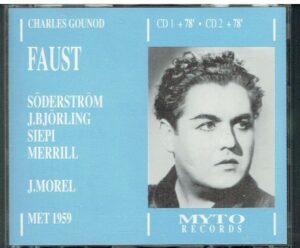 CHARLES GOUNOD
CD 1 + 78' • CD 2 + 78'
FAUST
SÖDERSTRÖM
J.BJÖRLING
SIEPI
MERRILL
J.MOREL
MET 1959
MYTO
RECORDS